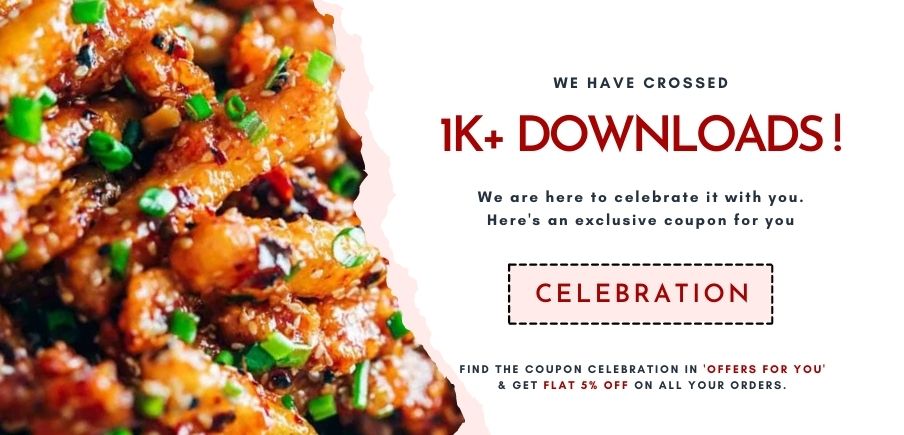 WE HAVE CROSSED
1K+ DOWNLOADS !
We are here to celebrate it with you.
Here's an exclusive coupon for you
CELEBRATION
FIND THE COUPON CELEBRATION IN 'OFFERS FOR YOU'
& GET FLAT 5% OFF ON ALL YOUR ORDERS.